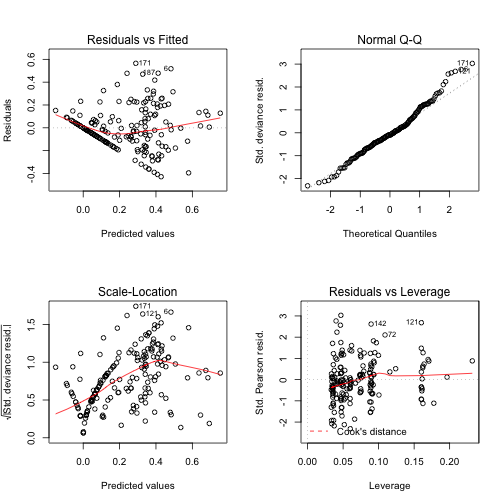 Residuals vs Fitted
Normal Q-Q
Residuals
-0.4 0.0 0.2 0.4 0.6
171
187
6
0.0 0.2 0.4 0.6
Predicted values
Std. deviance resid.
-2 -1 0 1 2 3
171
121
-2 -1 0 1 2
Theoretical Quantiles
Scale-Location
Residuals vs Leverage
√|Std. deviance resid.|
0.0 0.5 1.0 1.5
171
121
6
0.0 0.2 0.4 0.6
Predicted values
Std. Pearson resid.
-2 -1 0 1 2 3
142
121
72
Cook's distance
0.00 0.05 0.10 0.15 0.20
Leverage